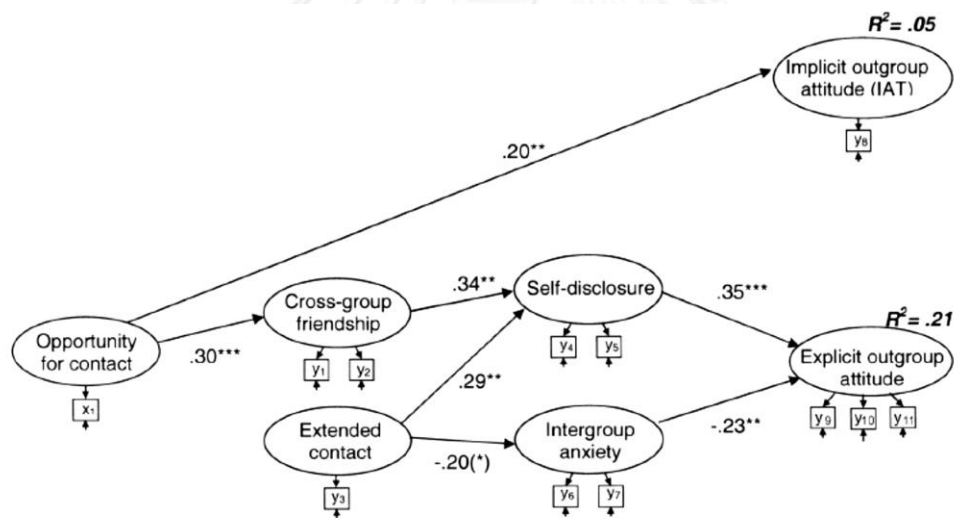 R² = .05
Implicit outgroup
attitude (IAT)
y₈
.20**
Cross-group
friendship
y₁
y₂
.34**
Self-disclosure
y₄
y₅
.35***
R² = .21
Opportunity
for contact
x₁
.30***
.29**
Explicit outgroup
attitude
y₉
y₁₀
y₁₁
Extended
contact
y₃
-.20(*)
Intergroup
anxiety
y₆
y₇
-.23**